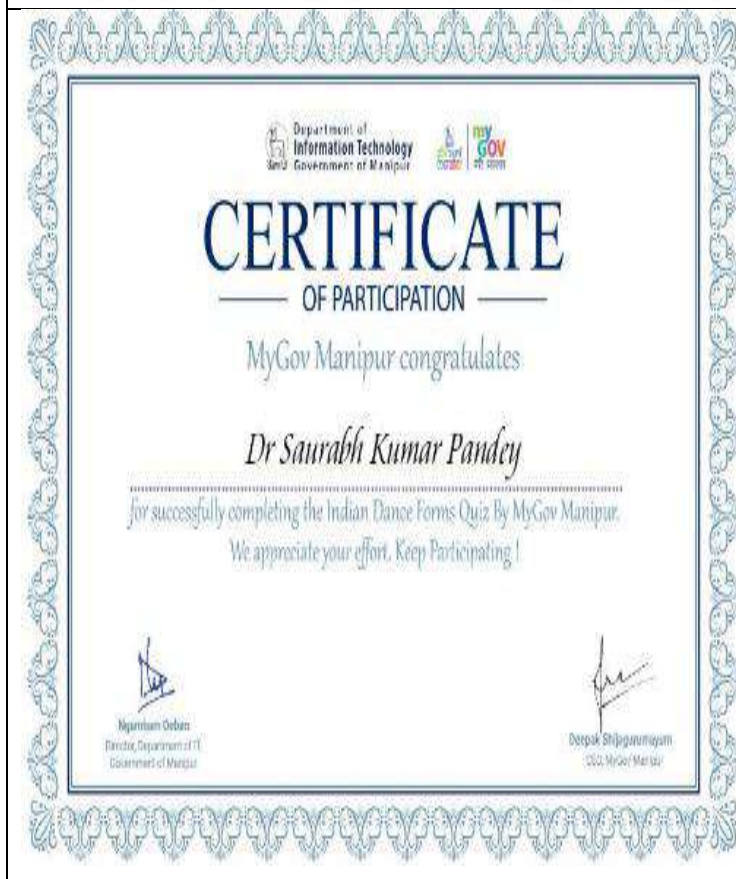 Department of
Information Technology
Government of Manipur
my
GOV
CERTIFICATE
OF PARTICIPATION
MyGov Manipur congratulates
Dr Saurabh Kumar Pandey
for successfully completing the Indian Dance Forms Quiz By MyGov Manipur.
We appreciate your effort, Keep Participating !
Director, Department of IT
Government of Manipur
Deepak
CEO, MyGov Manipur